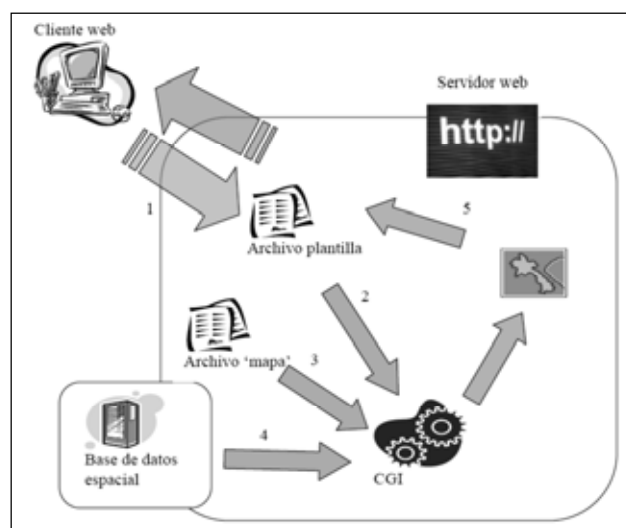 Cliente web
Servidor web
http://
1
Archivo plantilla
5
2
Archivo ‘mapa’
3
4
Base de datos
espacial
CGI